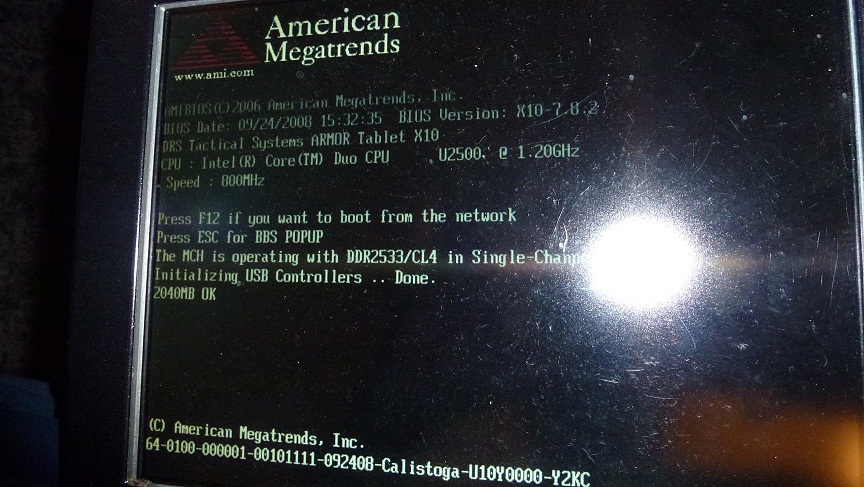 American
Megatrends
www.ami.com
AMIBIOS(C)2006 American Megatrends, Inc.
BIOS Date: 09/24/2008 15:32:35 BIOS Version: X10-7.8.2
DRS Tactical Systems ARMOR Tablet X10
CPU : Intel(R) Core(TM) Duo CPU U2500 @ 1.20GHz
Speed : 800MHz
Press F12 if you want to boot from the network
Press ESC for BBS POPUP
The MCH is operating with DDR2533/CL4 in
Initializing USB Controllers .. Done.
2040MB OK
(C) American Megatrends, Inc.
64-0100-000001-00101111-092408-Calistoga-U10Y0000-Y2KC